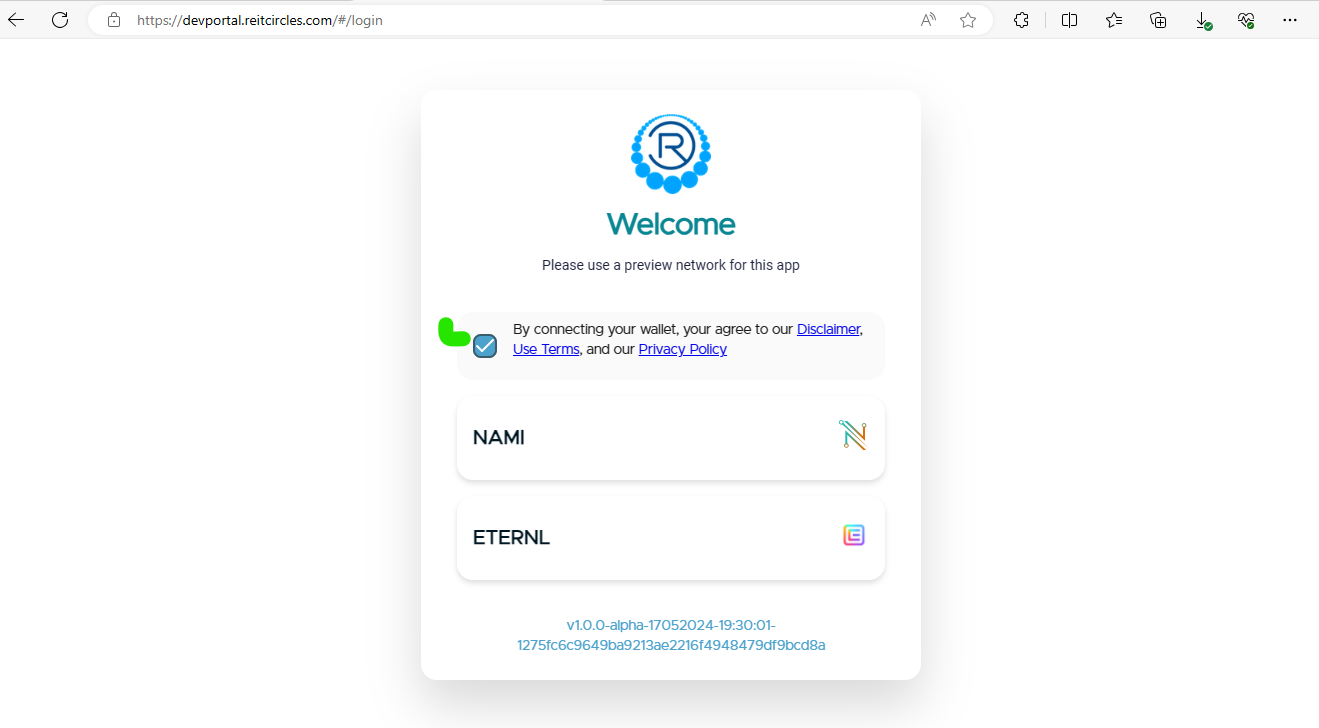 https://devportal.reitcircles.com/#/login
Welcome
Please use a preview network for this app
By connecting your wallet, your agree to our Disclaimer,
Use Terms, and our Privacy Policy
NAMI
ETERNL
v1.0.0-alpha-17052024-19:30:01-
1275fc6c9649ba9213ae2216f4948479df9bcd8a